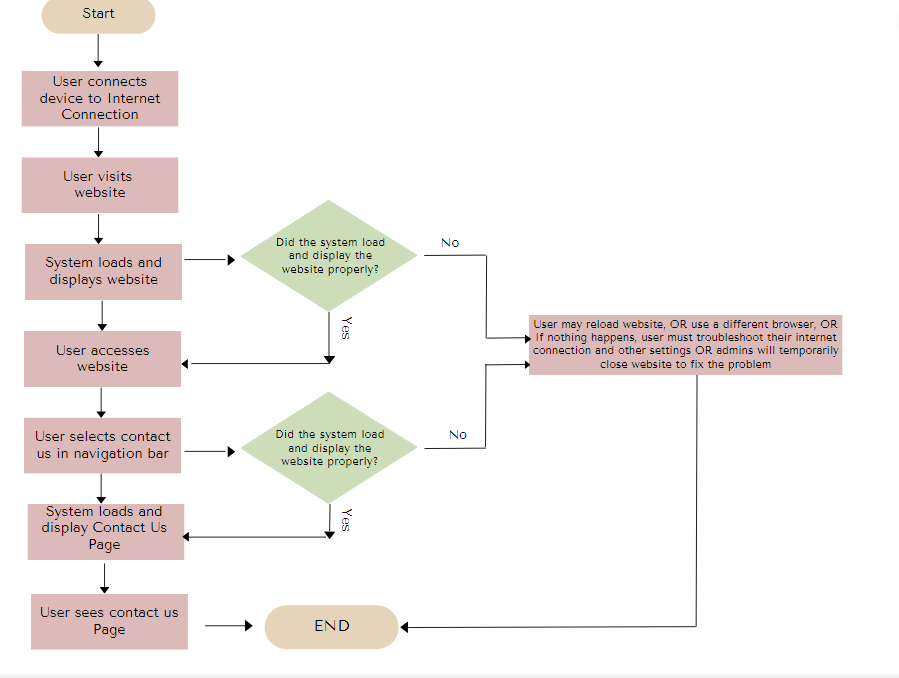 Start
User connects
device to Internet
Connection
User visits
website
System loads and
displays website
Did the system load
and display the
website properly?
No
Yes
User may reload website, OR use a different browser, OR
If nothing happens, user must troubleshoot their internet
connection and other settings OR admins will temporarily
close website to fix the problem
User accesses
website
User selects contact
us in navigation bar
Did the system load
and display the
website properly?
No
Yes
System loads and
display Contact Us
Page
User sees contact us
Page
END